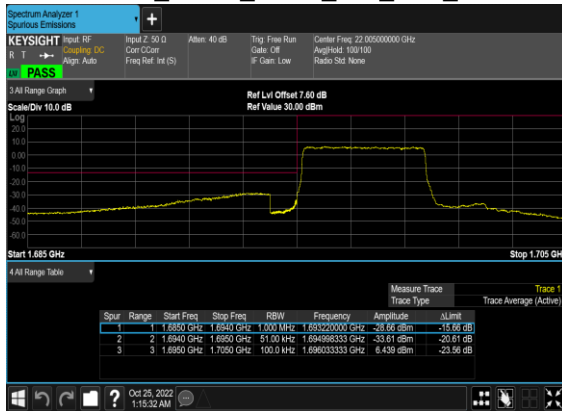 Spectrum Analyzer 1
Spurious Emissions
+
KEYSIGHT Input: RF Input Z: 50 Ω Atten: 40 dB Trig: Free Run Center Freq: 22.005000000 GHz
R T Coupling: DC Corr CCorr Gate: Off Avg|Hold: 100/100
Align: Auto Freq Ref: Int (S) IF Gain: Low Radio Std: None
PASS
3 All Range Graph
Ref Lvl Offset 7.60 dB
Scale/Div 10.0 dB Ref Value 30.00 dBm
Log
20.0
10.0
0.00
-10.0
-20.0
-30.0
-40.0
-50.0
-60.0
Start 1.685 GHz Stop 1.705 GHz
4 All Range Table
Measure Trace Trace 1
Trace Type Trace Average (Active)
Spur Range Start Freq Stop Freq RBW Frequency Amplitude ΔLimit
1 1 1.6850 GHz 1.6940 GHz 1.000 MHz 1.693220000 GHz -28.66 dBm -15.66 dB
2 2 1.6940 GHz 1.6950 GHz 51.00 kHz 1.694998333 GHz -33.61 dBm -20.61 dB
3 3 1.6950 GHz 1.7050 GHz 100.0 kHz 1.696033333 GHz 6.439 dBm -23.56 dB
? Oct 25, 2022
1:15:32 AM